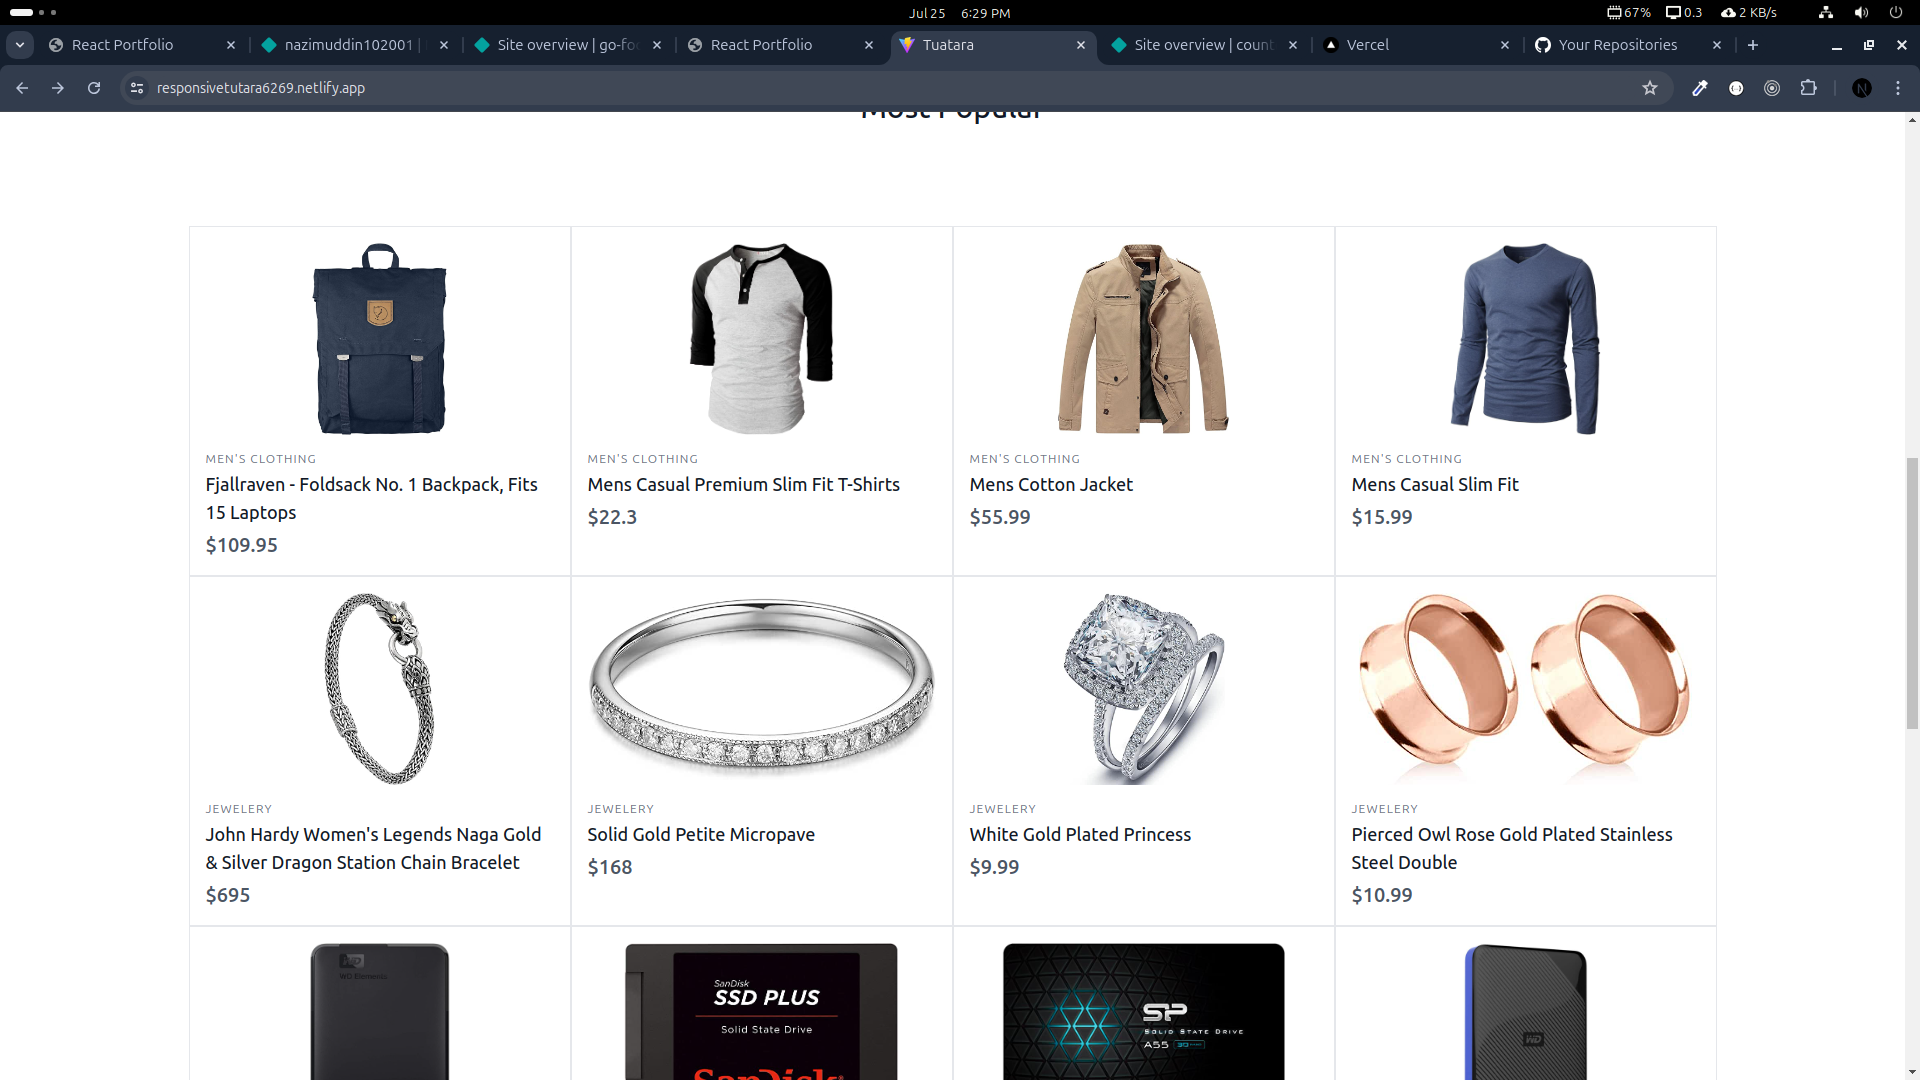 Jul 25 6:29 PM
67% 0.3 2 KB/s
React Portfolio
nazimuddin102001 |
Site overview | go-fo
React Portfolio
Tuatara
Site overview | count
Vercel
Your Repositories
responsivetutara6269.netlify.app
N
Most Popular
MEN'S CLOTHING
Fjallraven - Foldsack No. 1 Backpack, Fits
15 Laptops
$109.95
MEN'S CLOTHING
Mens Casual Premium Slim Fit T-Shirts
$22.3
MEN'S CLOTHING
Mens Cotton Jacket
$55.99
MEN'S CLOTHING
Mens Casual Slim Fit
$15.99
JEWELERY
John Hardy Women's Legends Naga Gold
& Silver Dragon Station Chain Bracelet
$695
JEWELERY
Solid Gold Petite Micropave
$168
JEWELERY
White Gold Plated Princess
$9.99
JEWELERY
Pierced Owl Rose Gold Plated Stainless
Steel Double
$10.99
WD
WD Elements
SanDisk
SSD PLUS
Solid State Drive
SanDisk
SP
SOLID STATE DRIVE
A55
WD